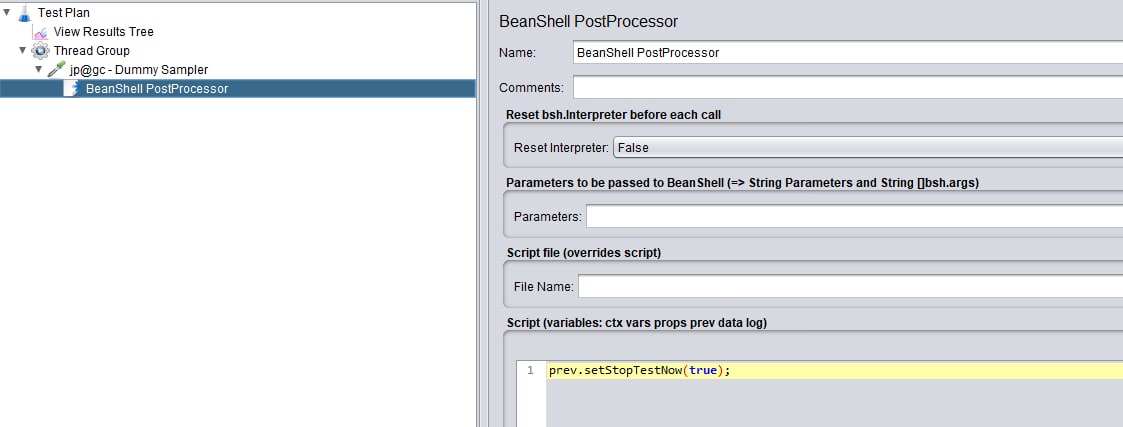 Test Plan
View Results Tree
Thread Group
jp@gc - Dummy Sampler
BeanShell PostProcessor
BeanShell PostProcessor
Name: BeanShell PostProcessor
Comments:
Reset bsh.Interpreter before each call
Reset Interpreter: False
Parameters to be passed to BeanShell (=> String Parameters and String []bsh.args)
Parameters:
Script file (overrides script)
File Name:
Script (variables: ctx vars props prev data log)
1 prev.setStopTestNow(true);